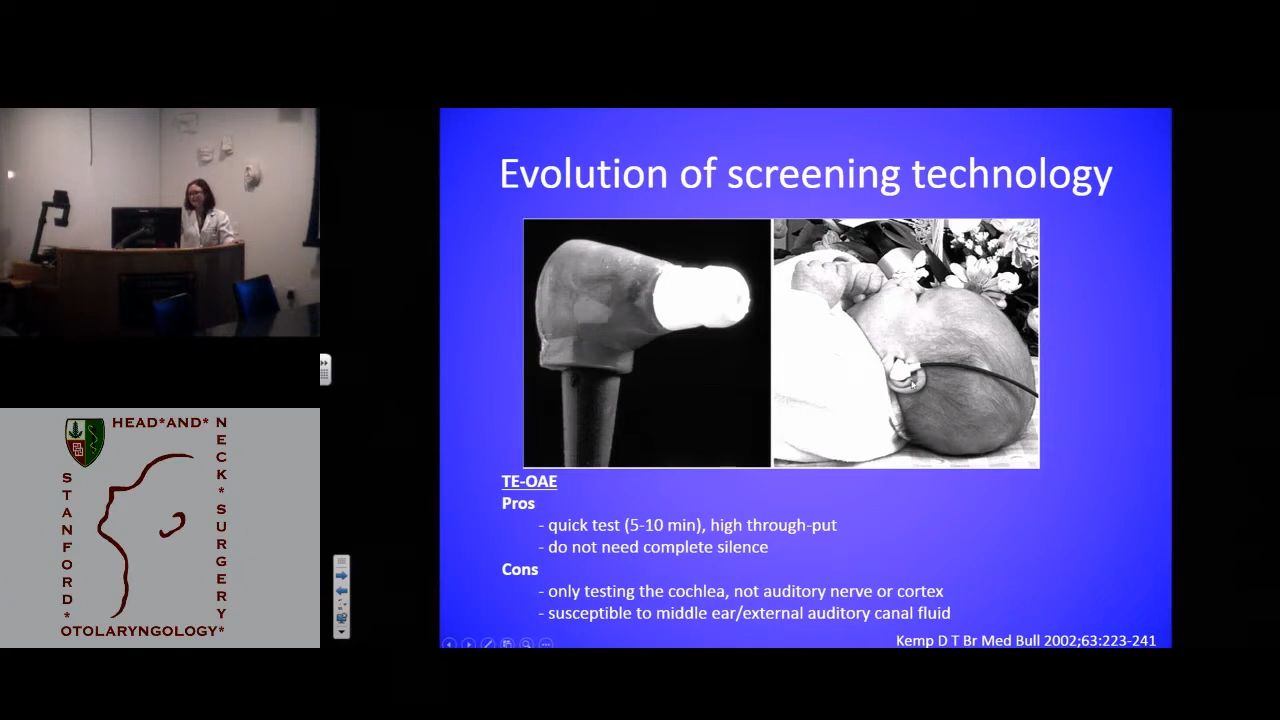 Evolution of screening technology
TE-OAE
Pros
- quick test (5-10 min), high through-put
- do not need complete silence
Cons
- only testing the cochlea, not auditory nerve or cortex
- susceptible to middle ear/external auditory canal fluid
Kemp D T Br Med Bull 2002;63:223-241
HEAD*AND*
NECK*SURGERY*
STANFORD*
OTOLARYNGOLOGY*